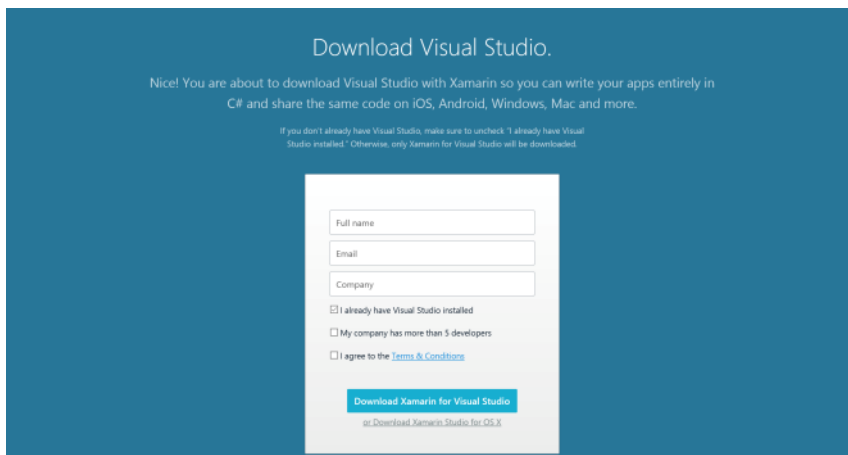 Download Visual Studio.
Nice! You are about to download Visual Studio with Xamarin so you can write your apps entirely in
C# and share the same code on iOS, Android, Windows, Mac and more.
If you don't already have Visual Studio, make sure to uncheck "I already have Visual
Studio installed." Otherwise, only Xamarin for Visual Studio will be downloaded.
Full name
Email
Company
I already have Visual Studio installed
My company has more than 5 developers
I agree to the Terms & Conditions
Download Xamarin for Visual Studio
or Download Xamarin Studio for OS X